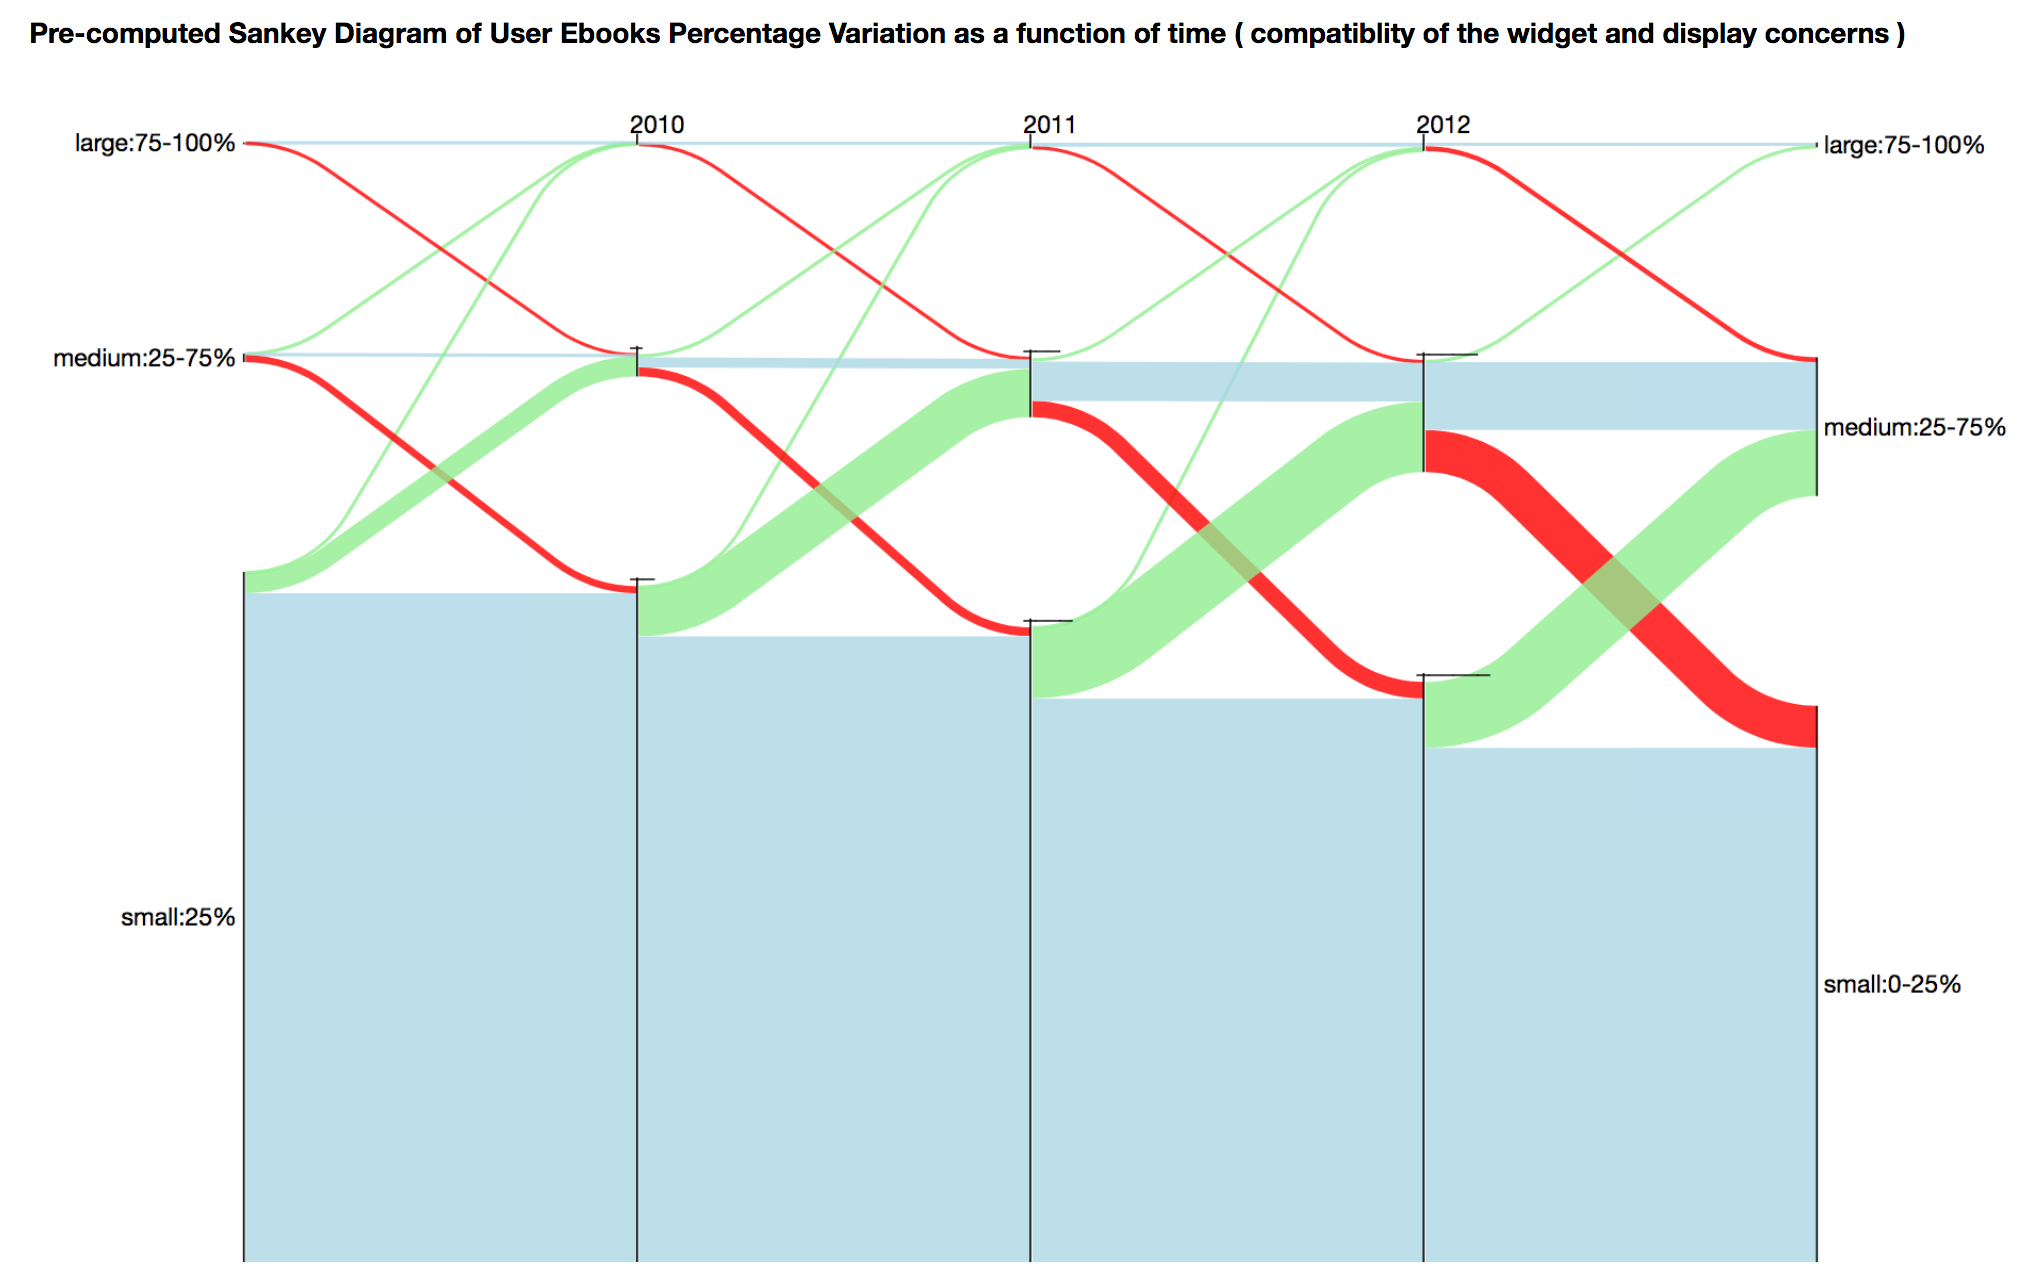 Pre-computed Sankey Diagram of User Ebooks Percentage Variation as a function of time ( compatiblity of the widget and display concerns )
2010 2011 2012
large:75-100% large:75-100%
medium:25-75%
medium:25-75%
small:25%
small:0-25%